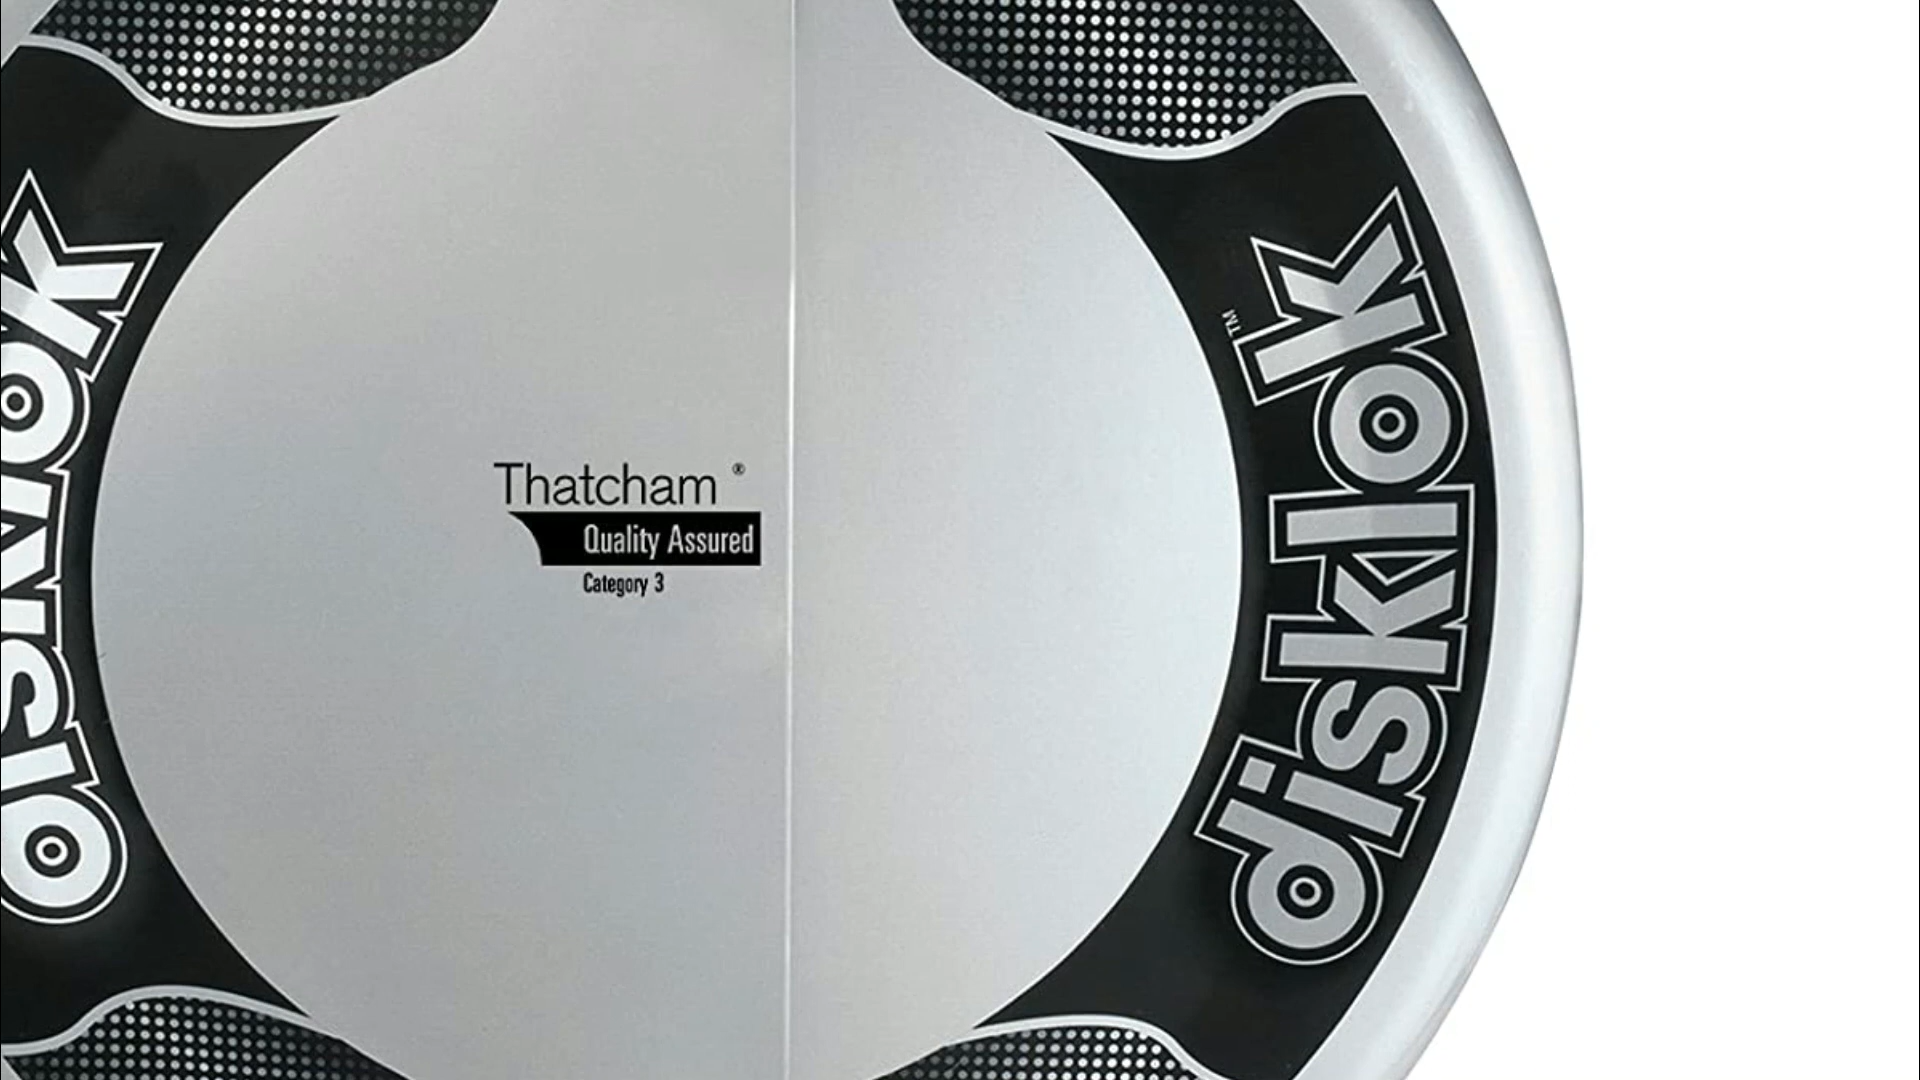 disklok
Thatcham ®
Quality Assured
Category 3
disklok™